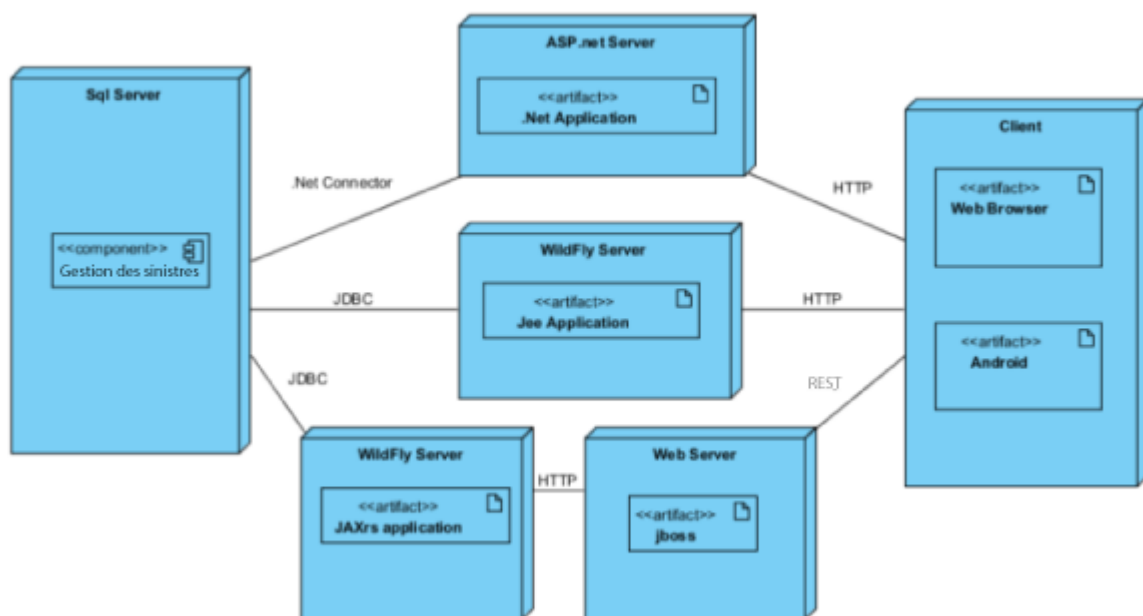 ASP.net Server
<<artifact>>
.Net Application
Sql Server
<<component>>
Gestion des sinistres
Client
<<artifact>>
Web Browser
<<artifact>>
Android
.Net Connector
HTTP
WildFly Server
<<artifact>>
Jee Application
JDBC
HTTP
JDBC
REST
WildFly Server
<<artifact>>
JAXrs application
HTTP
Web Server
<<artifact>>
jboss